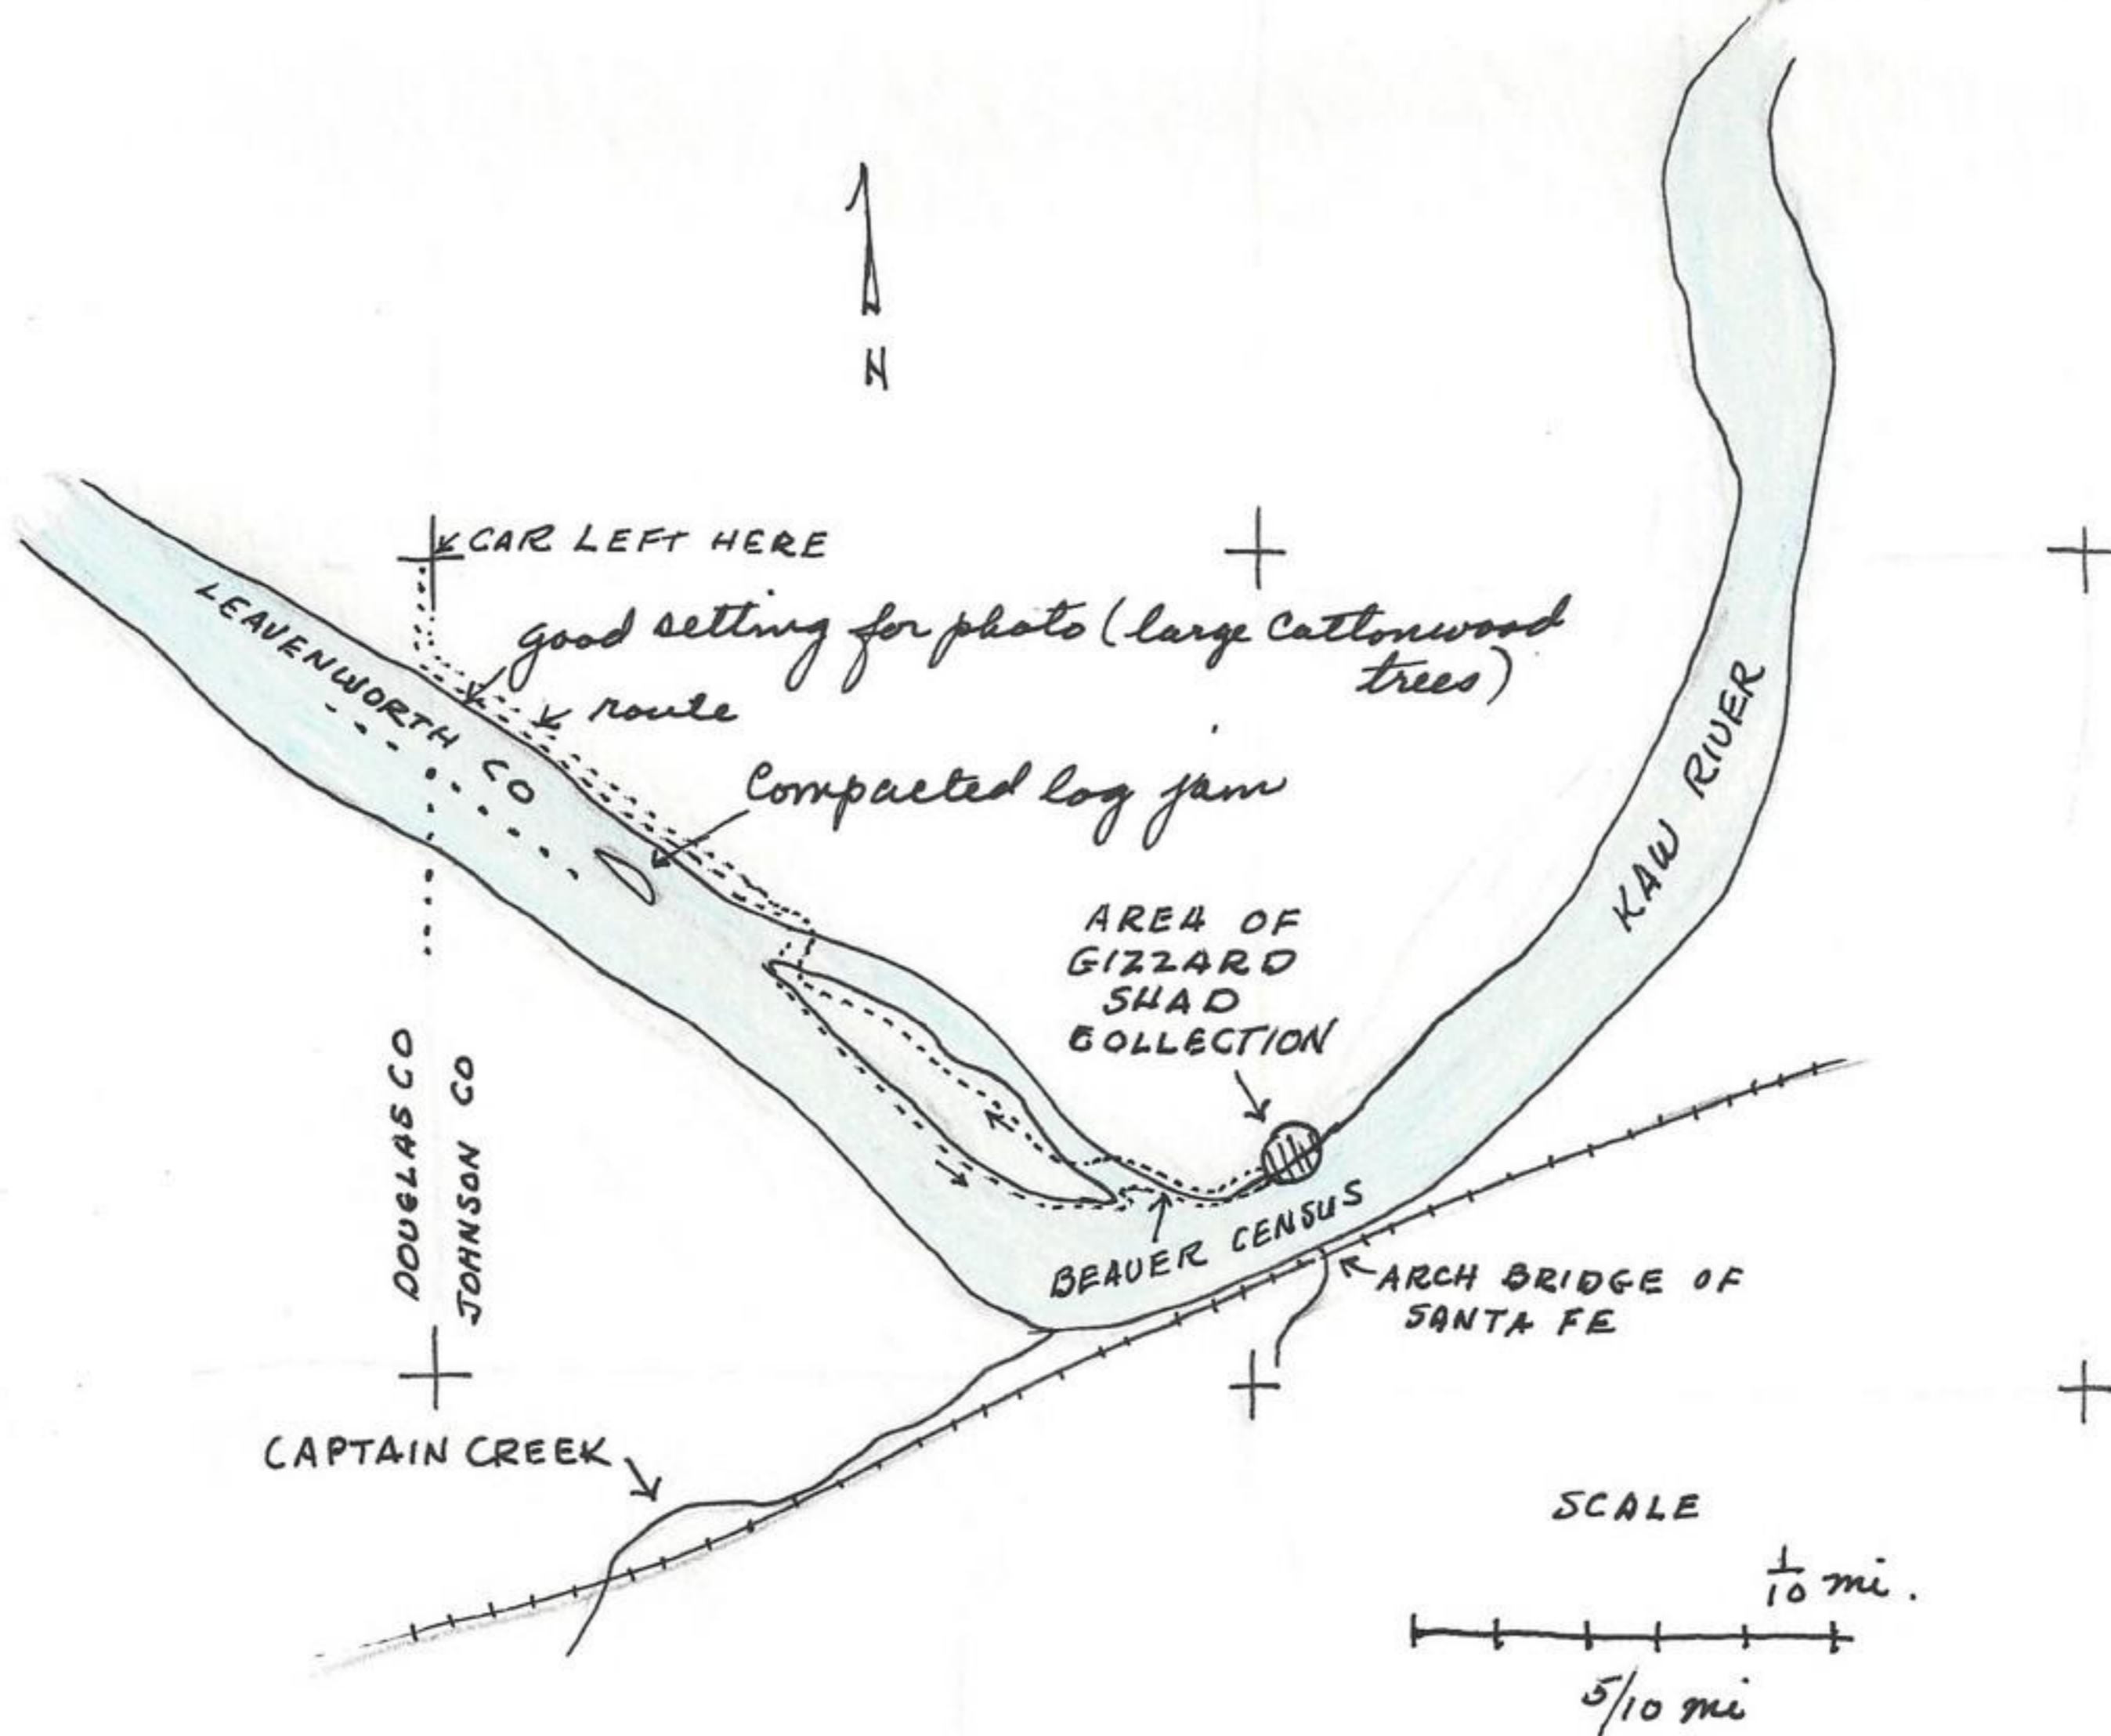 N
CAR LEFT HERE
good setting for photo (large Cottonwood
trees)
route
LEAVENWORTH CO
Compacted log jam
KAW RIVER
AREA OF
GIZZARD
SHAD
COLLECTION
DOUGLAS CO
JOHNSON CO
BEAVER CENSUS
ARCH BRIDGE OF
SANTA FE
CAPTAIN CREEK
SCALE
1/10 mi.
5/10 mi